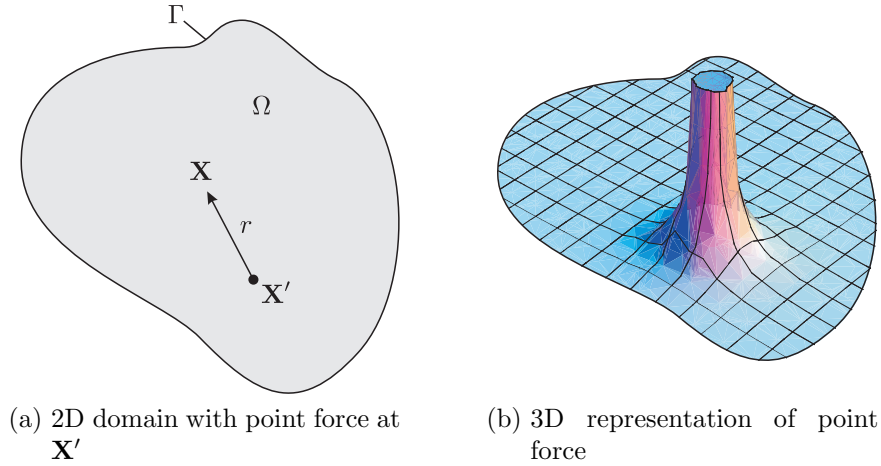 Γ
Ω
X
r
X′
(a) 2D domain with point force at
X′
(b) 3D representation of point
force